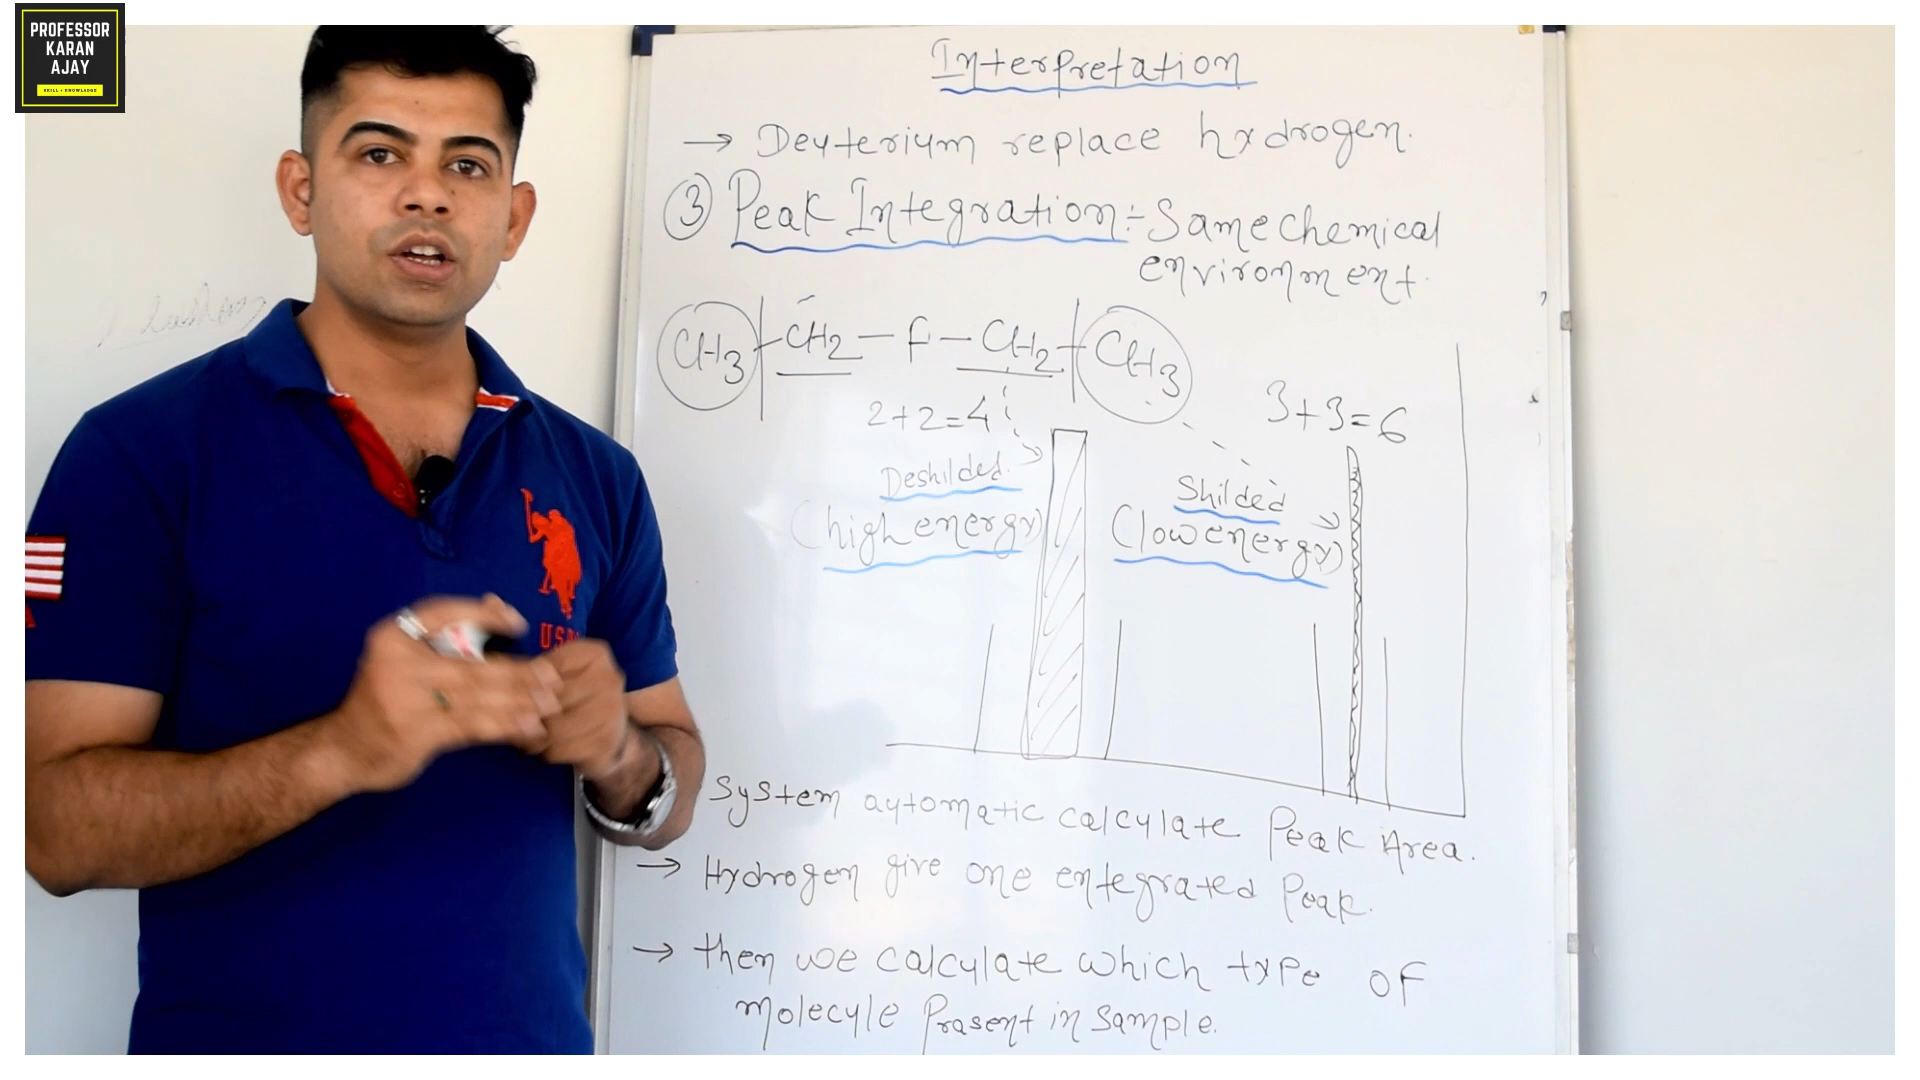 PROFESSOR
KARAN
AJAY
SKILL + KNOWLEDGE
Interpretation
→ Deuterium replace hydrogen.
③ Peak Integration:- Same chemical
environment.
CH3 | CH2 — F — CH2 | CH3
2+2=4
3+3=6
Deshilded
(high energy)
Shilded
(low energy)
System automatic calculate Peak Area.
→ Hydrogen give one entegrated Peak.
→ then we calculate which type of
molecule Prasent in sample.